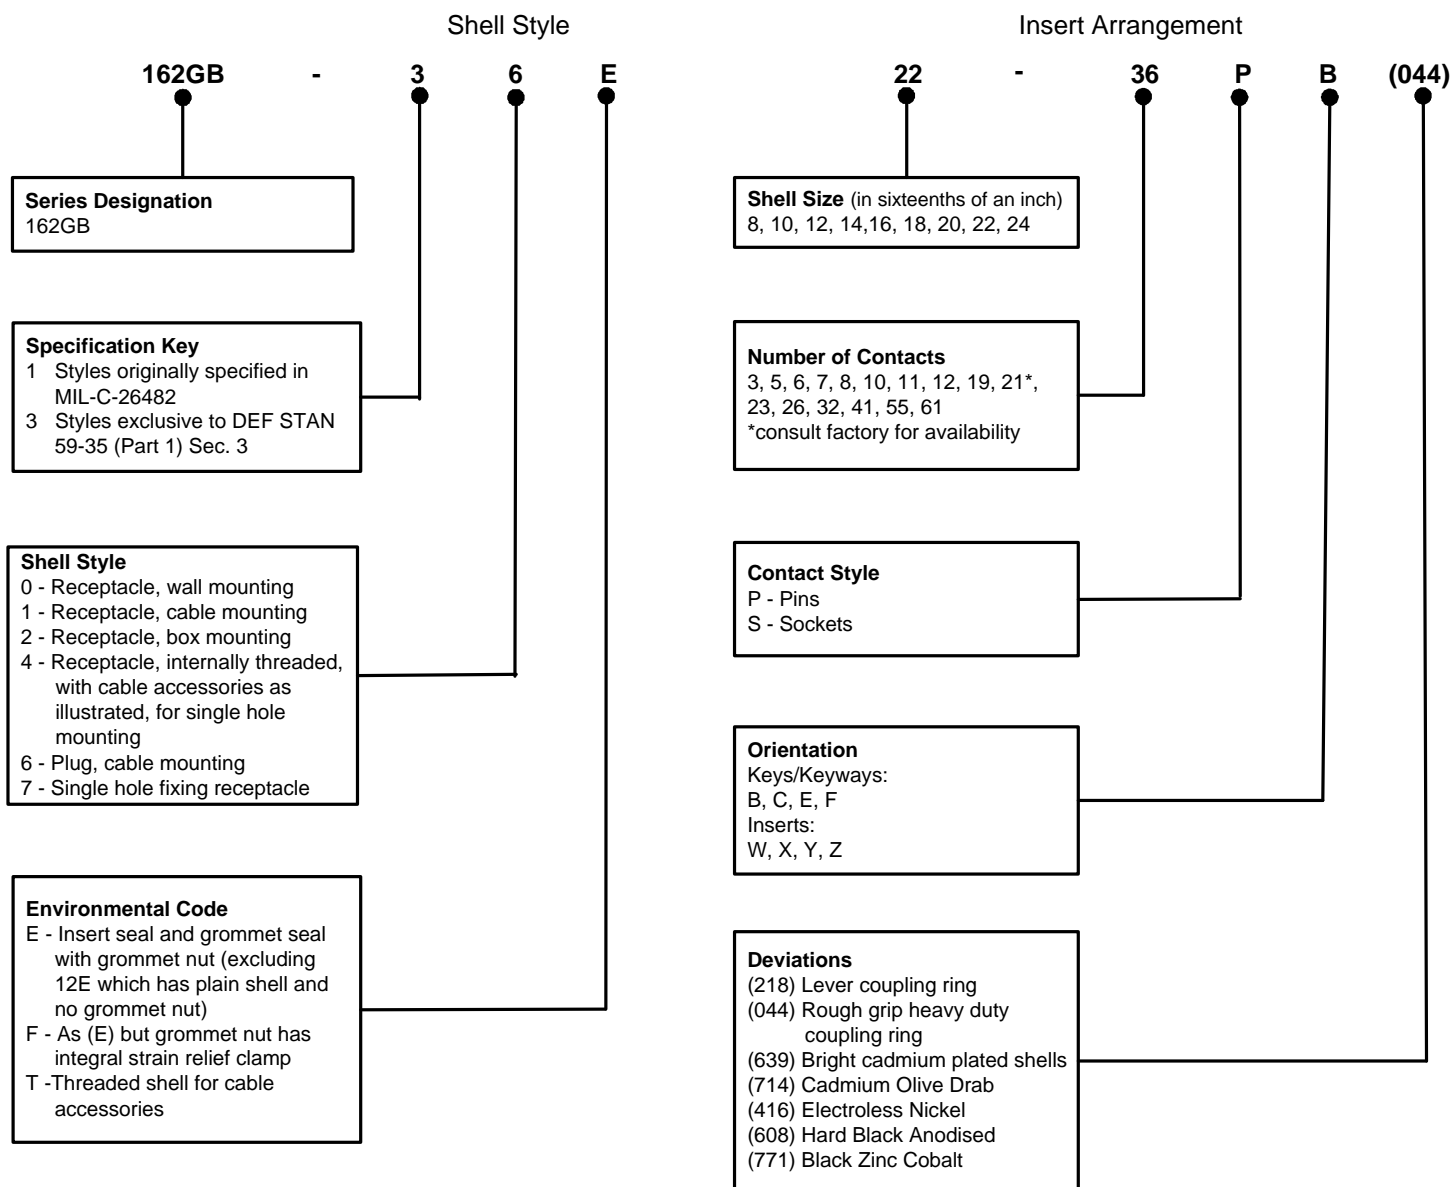 Shell Style
Insert Arrangement
162GB - 3 6 E
22 - 36 P B (044)
Series Designation
162GB
Specification Key
1 Styles originally specified in
MIL-C-26482
3 Styles exclusive to DEF STAN
59-35 (Part 1) Sec. 3
Shell Style
0 - Receptacle, wall mounting
1 - Receptacle, cable mounting
2 - Receptacle, box mounting
4 - Receptacle, internally threaded,
with cable accessories as
illustrated, for single hole
mounting
6 - Plug, cable mounting
7 - Single hole fixing receptacle
Environmental Code
E - Insert seal and grommet seal
with grommet nut (excluding
12E which has plain shell and
no grommet nut)
F - As (E) but grommet nut has
integral strain relief clamp
T -Threaded shell for cable
accessories
Shell Size (in sixteenths of an inch)
8, 10, 12, 14,16, 18, 20, 22, 24
Number of Contacts
3, 5, 6, 7, 8, 10, 11, 12, 19, 21*,
23, 26, 32, 41, 55, 61
*consult factory for availability
Contact Style
P - Pins
S - Sockets
Orientation
Keys/Keyways:
B, C, E, F
Inserts:
W, X, Y, Z
Deviations
(218) Lever coupling ring
(044) Rough grip heavy duty
coupling ring
(639) Bright cadmium plated shells
(714) Cadmium Olive Drab
(416) Electroless Nickel
(608) Hard Black Anodised
(771) Black Zinc Cobalt